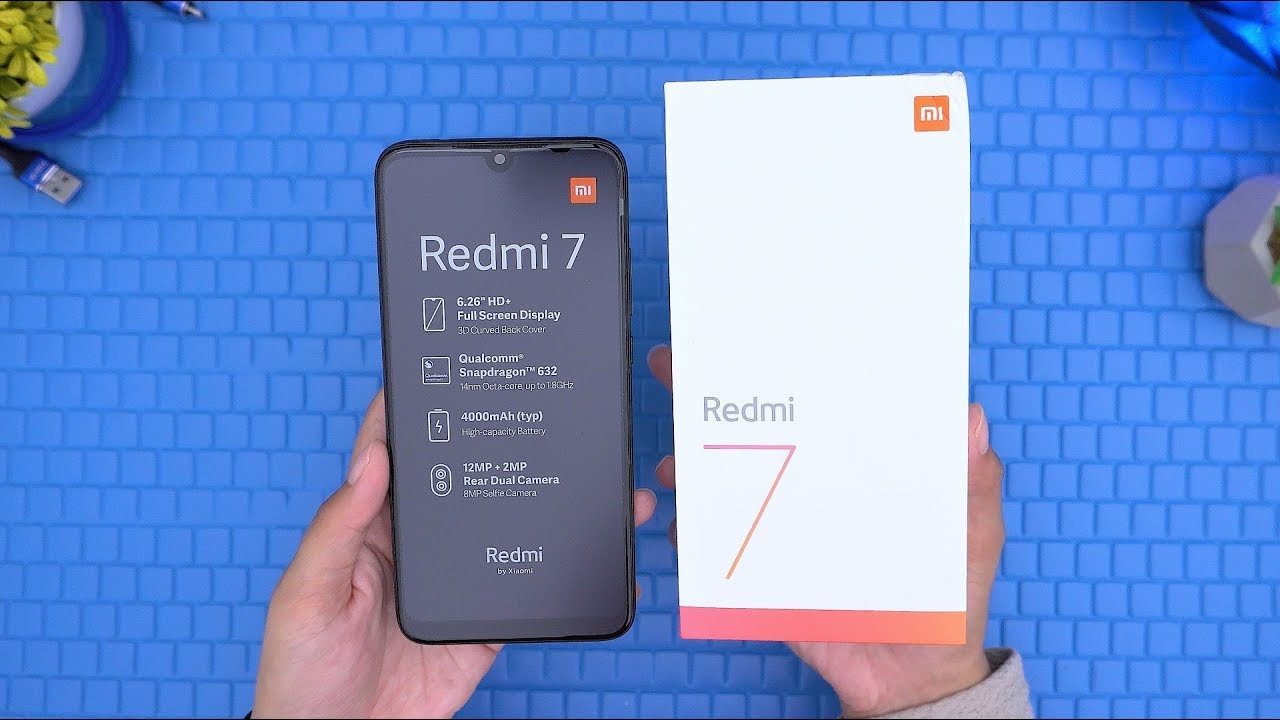 mi
Redmi 7
6.26" HD+
Full Screen Display
3D Curved Back Cover
Qualcomm®
Snapdragon™ 632
14nm Octa-core, up to 1.8GHz
4000mAh (typ)
High-capacity Battery
12MP + 2MP
Rear Dual Camera
8MP Selfie Camera
Redmi
by Xiaomi
mi
Redmi
7